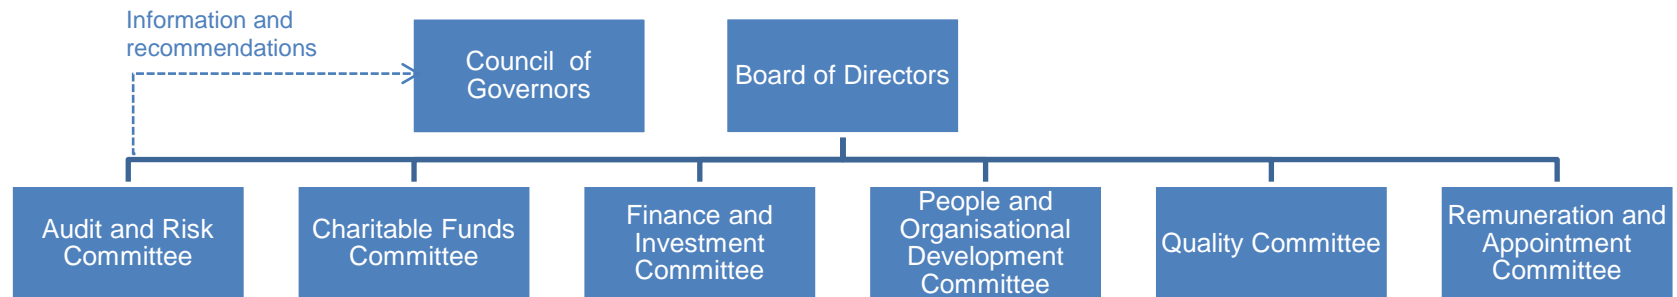 Information and
recommendations
Council of
Governors
Board of Directors
Audit and Risk
Committee
Charitable Funds
Committee
Finance and
Investment
Committee
People and
Organisational
Development
Committee
Quality Committee
Remuneration and
Appointment
Committee